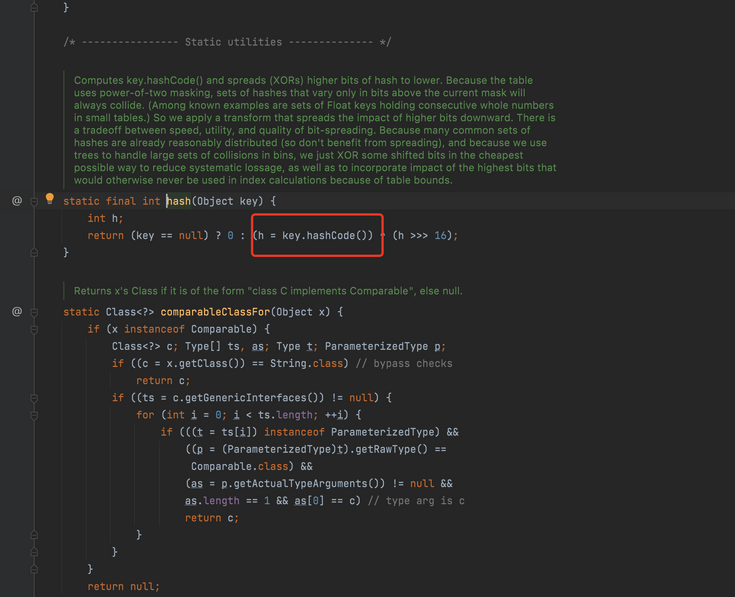 }
/* --------------- Static utilities -------------- */
Computes key.hashCode() and spreads (XORs) higher bits of hash to lower. Because the table
uses power-of-two masking, sets of hashes that vary only in bits above the current mask will
always collide. (Among known examples are sets of Float keys holding consecutive whole numbers
in small tables.) So we apply a transform that spreads the impact of higher bits downward. There is
a tradeoff between speed, utility, and quality of bit-spreading. Because many common sets of
hashes are already reasonably distributed (so don't benefit from spreading), and because we use
trees to handle large sets of collisions in bins, we just XOR some shifted bits in the cheapest
possible way to reduce systematic lossage, as well as to incorporate impact of the highest bits that
would otherwise never be used in index calculations because of table bounds.
@ static final int hash(Object key) {
int h;
return (key == null) ? 0 : (h = key.hashCode()) (h >>> 16);
}
Returns x's Class if it is of the form "class C implements Comparable", else null.
@ static Class<?> comparableClassFor(Object x) {
if (x instanceof Comparable) {
Class<?> c; Type[] ts, as; Type t; ParameterizedType p;
if ((c = x.getClass()) == String.class) // bypass checks
return c;
if ((ts = c.getGenericInterfaces()) != null) {
for (int i = 0; i < ts.length; ++i) {
if (((t = ts[i]) instanceof ParameterizedType) &&
((p = (ParameterizedType)t).getRawType() ==
Comparable.class) &&
(as = p.getActualTypeArguments()) != null &&
as.length == 1 && as[0] == c) // type arg is c
return c;
}
}
}
return null;